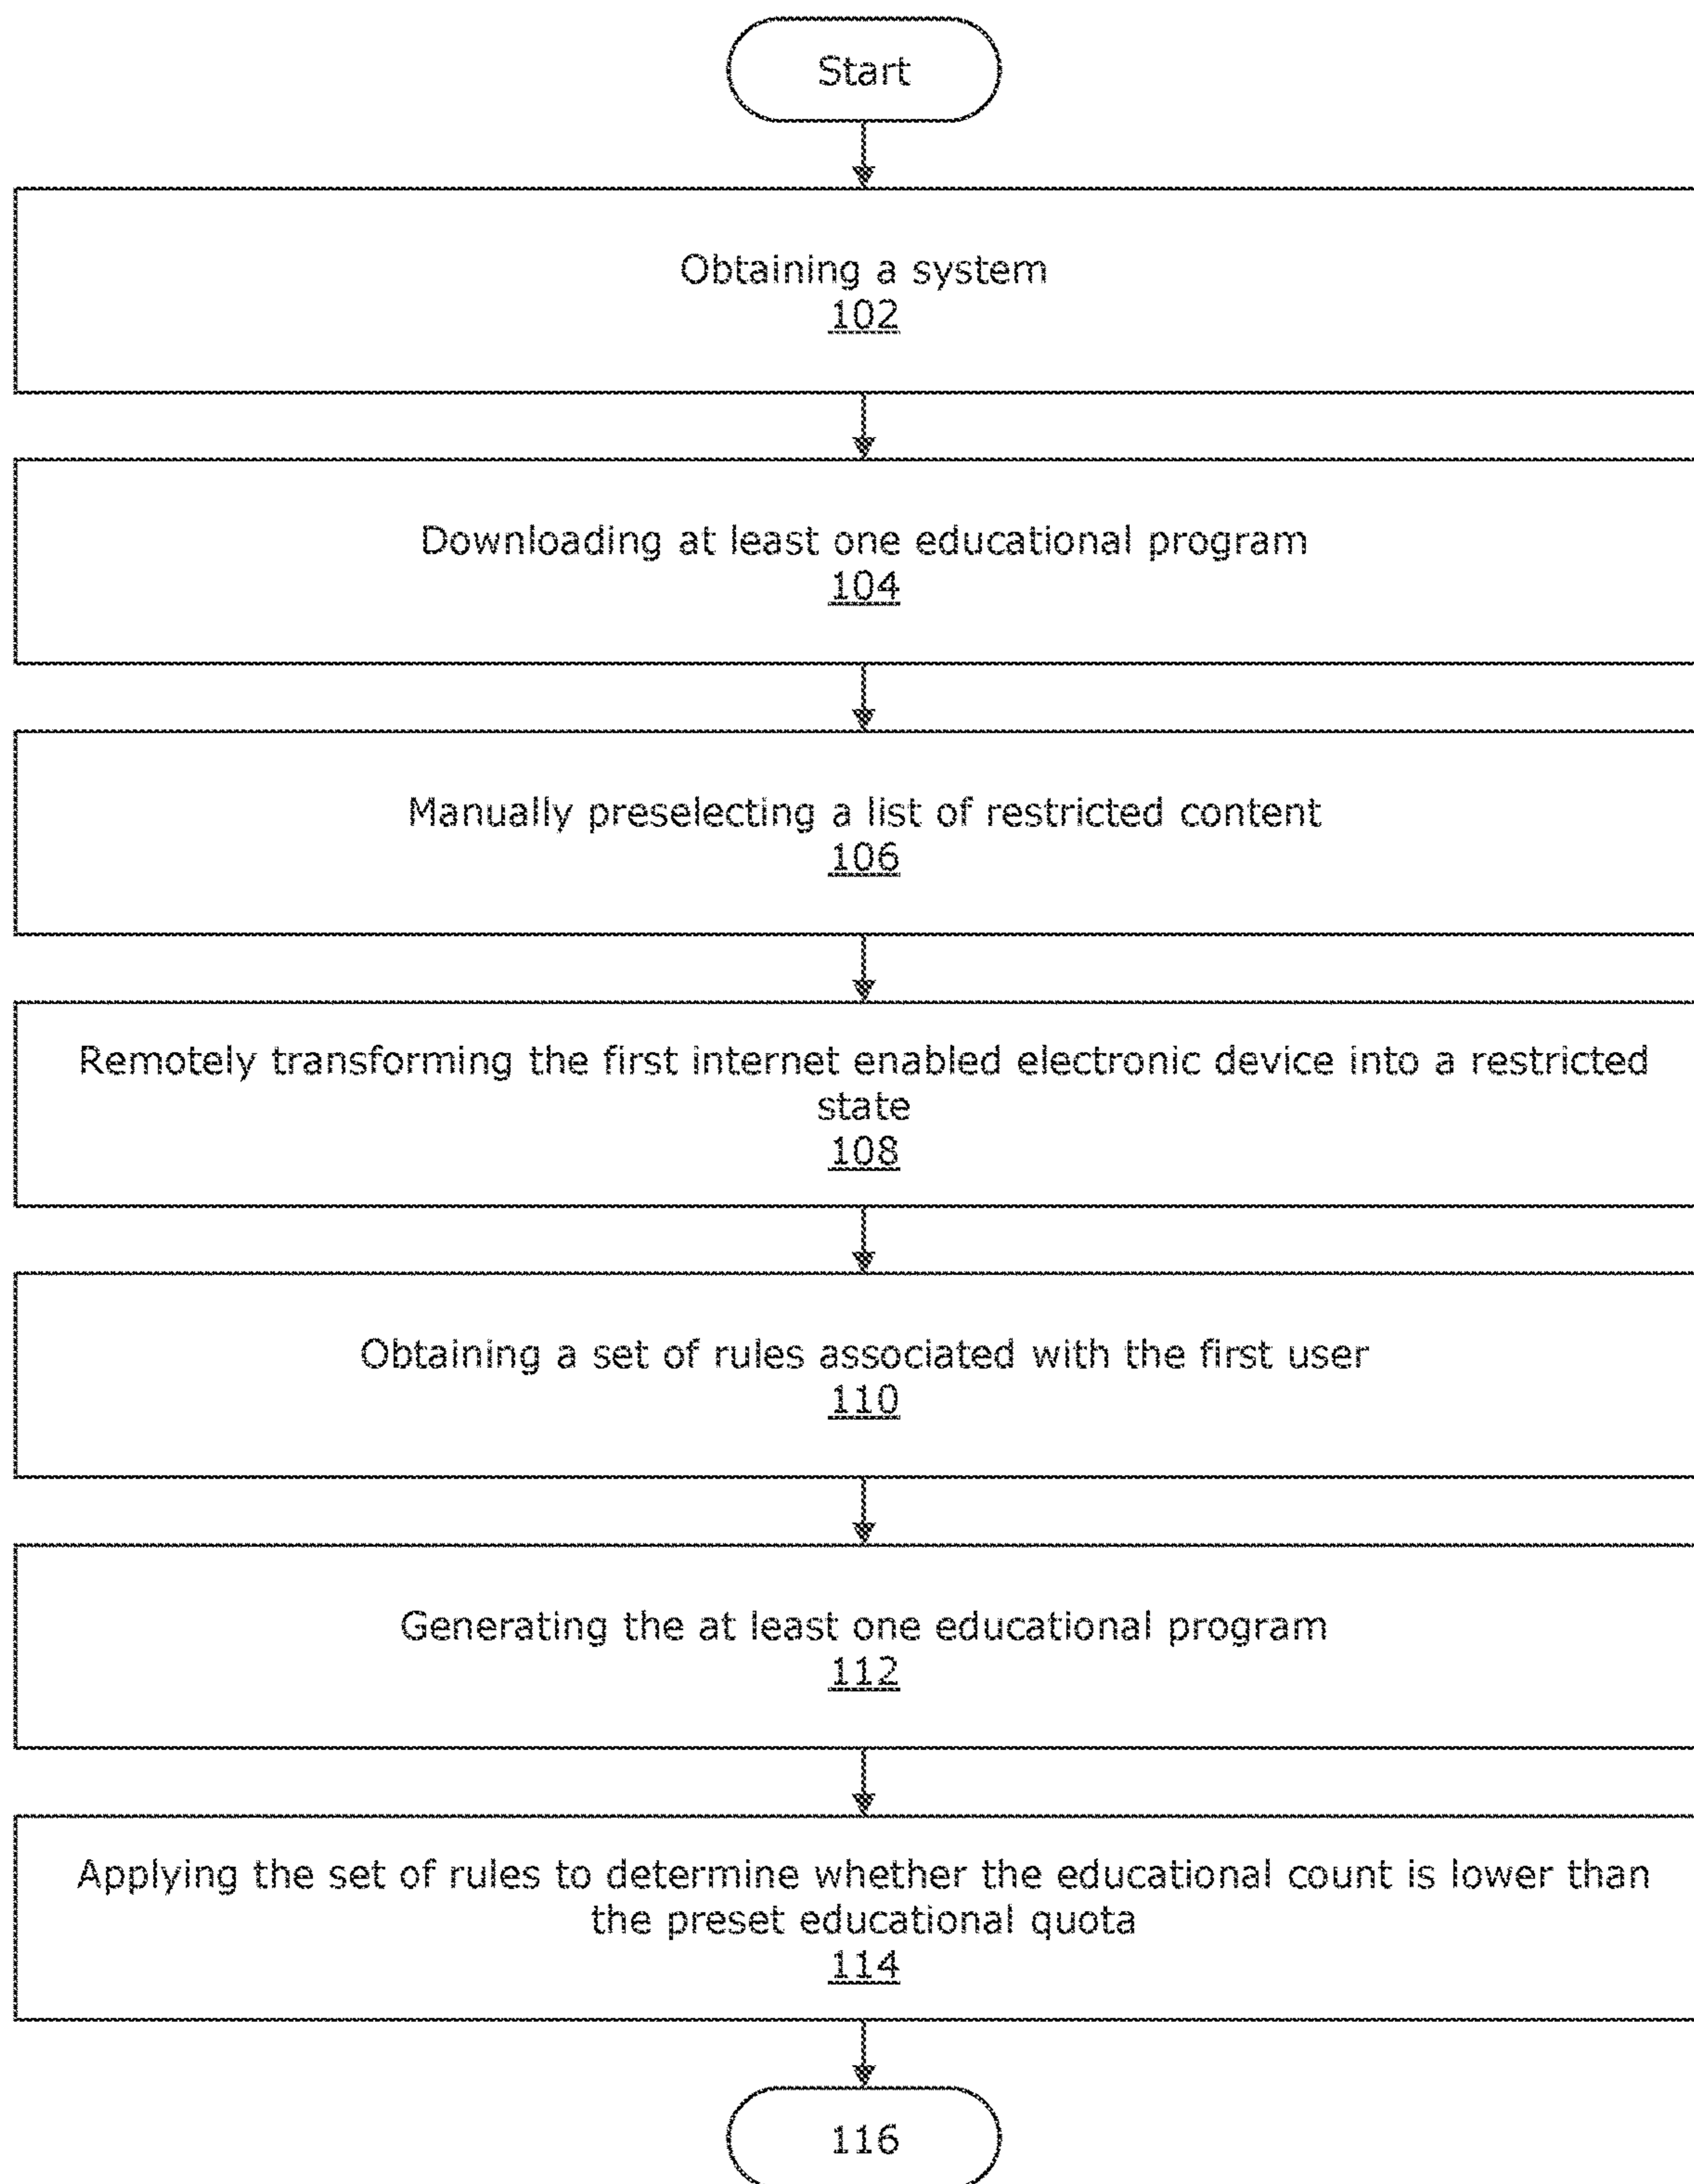 Start
Obtaining a system
102
Downloading at least one educational program
104
Manually preselecting a list of restricted content
106
Remotely transforming the first internet enabled electronic device into a restricted
state
108
Obtaining a set of rules associated with the first user
110
Generating the at least one educational program
112
Applying the set of rules to determine whether the educational count is lower than
the preset educational quota
114
116